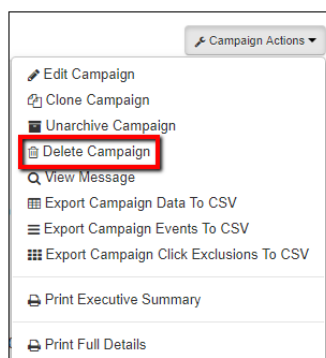 Campaign Actions
Edit Campaign
Clone Campaign
Unarchive Campaign
Delete Campaign
View Message
Export Campaign Data To CSV
Export Campaign Events To CSV
Export Campaign Click Exclusions To CSV
Print Executive Summary
Print Full Details